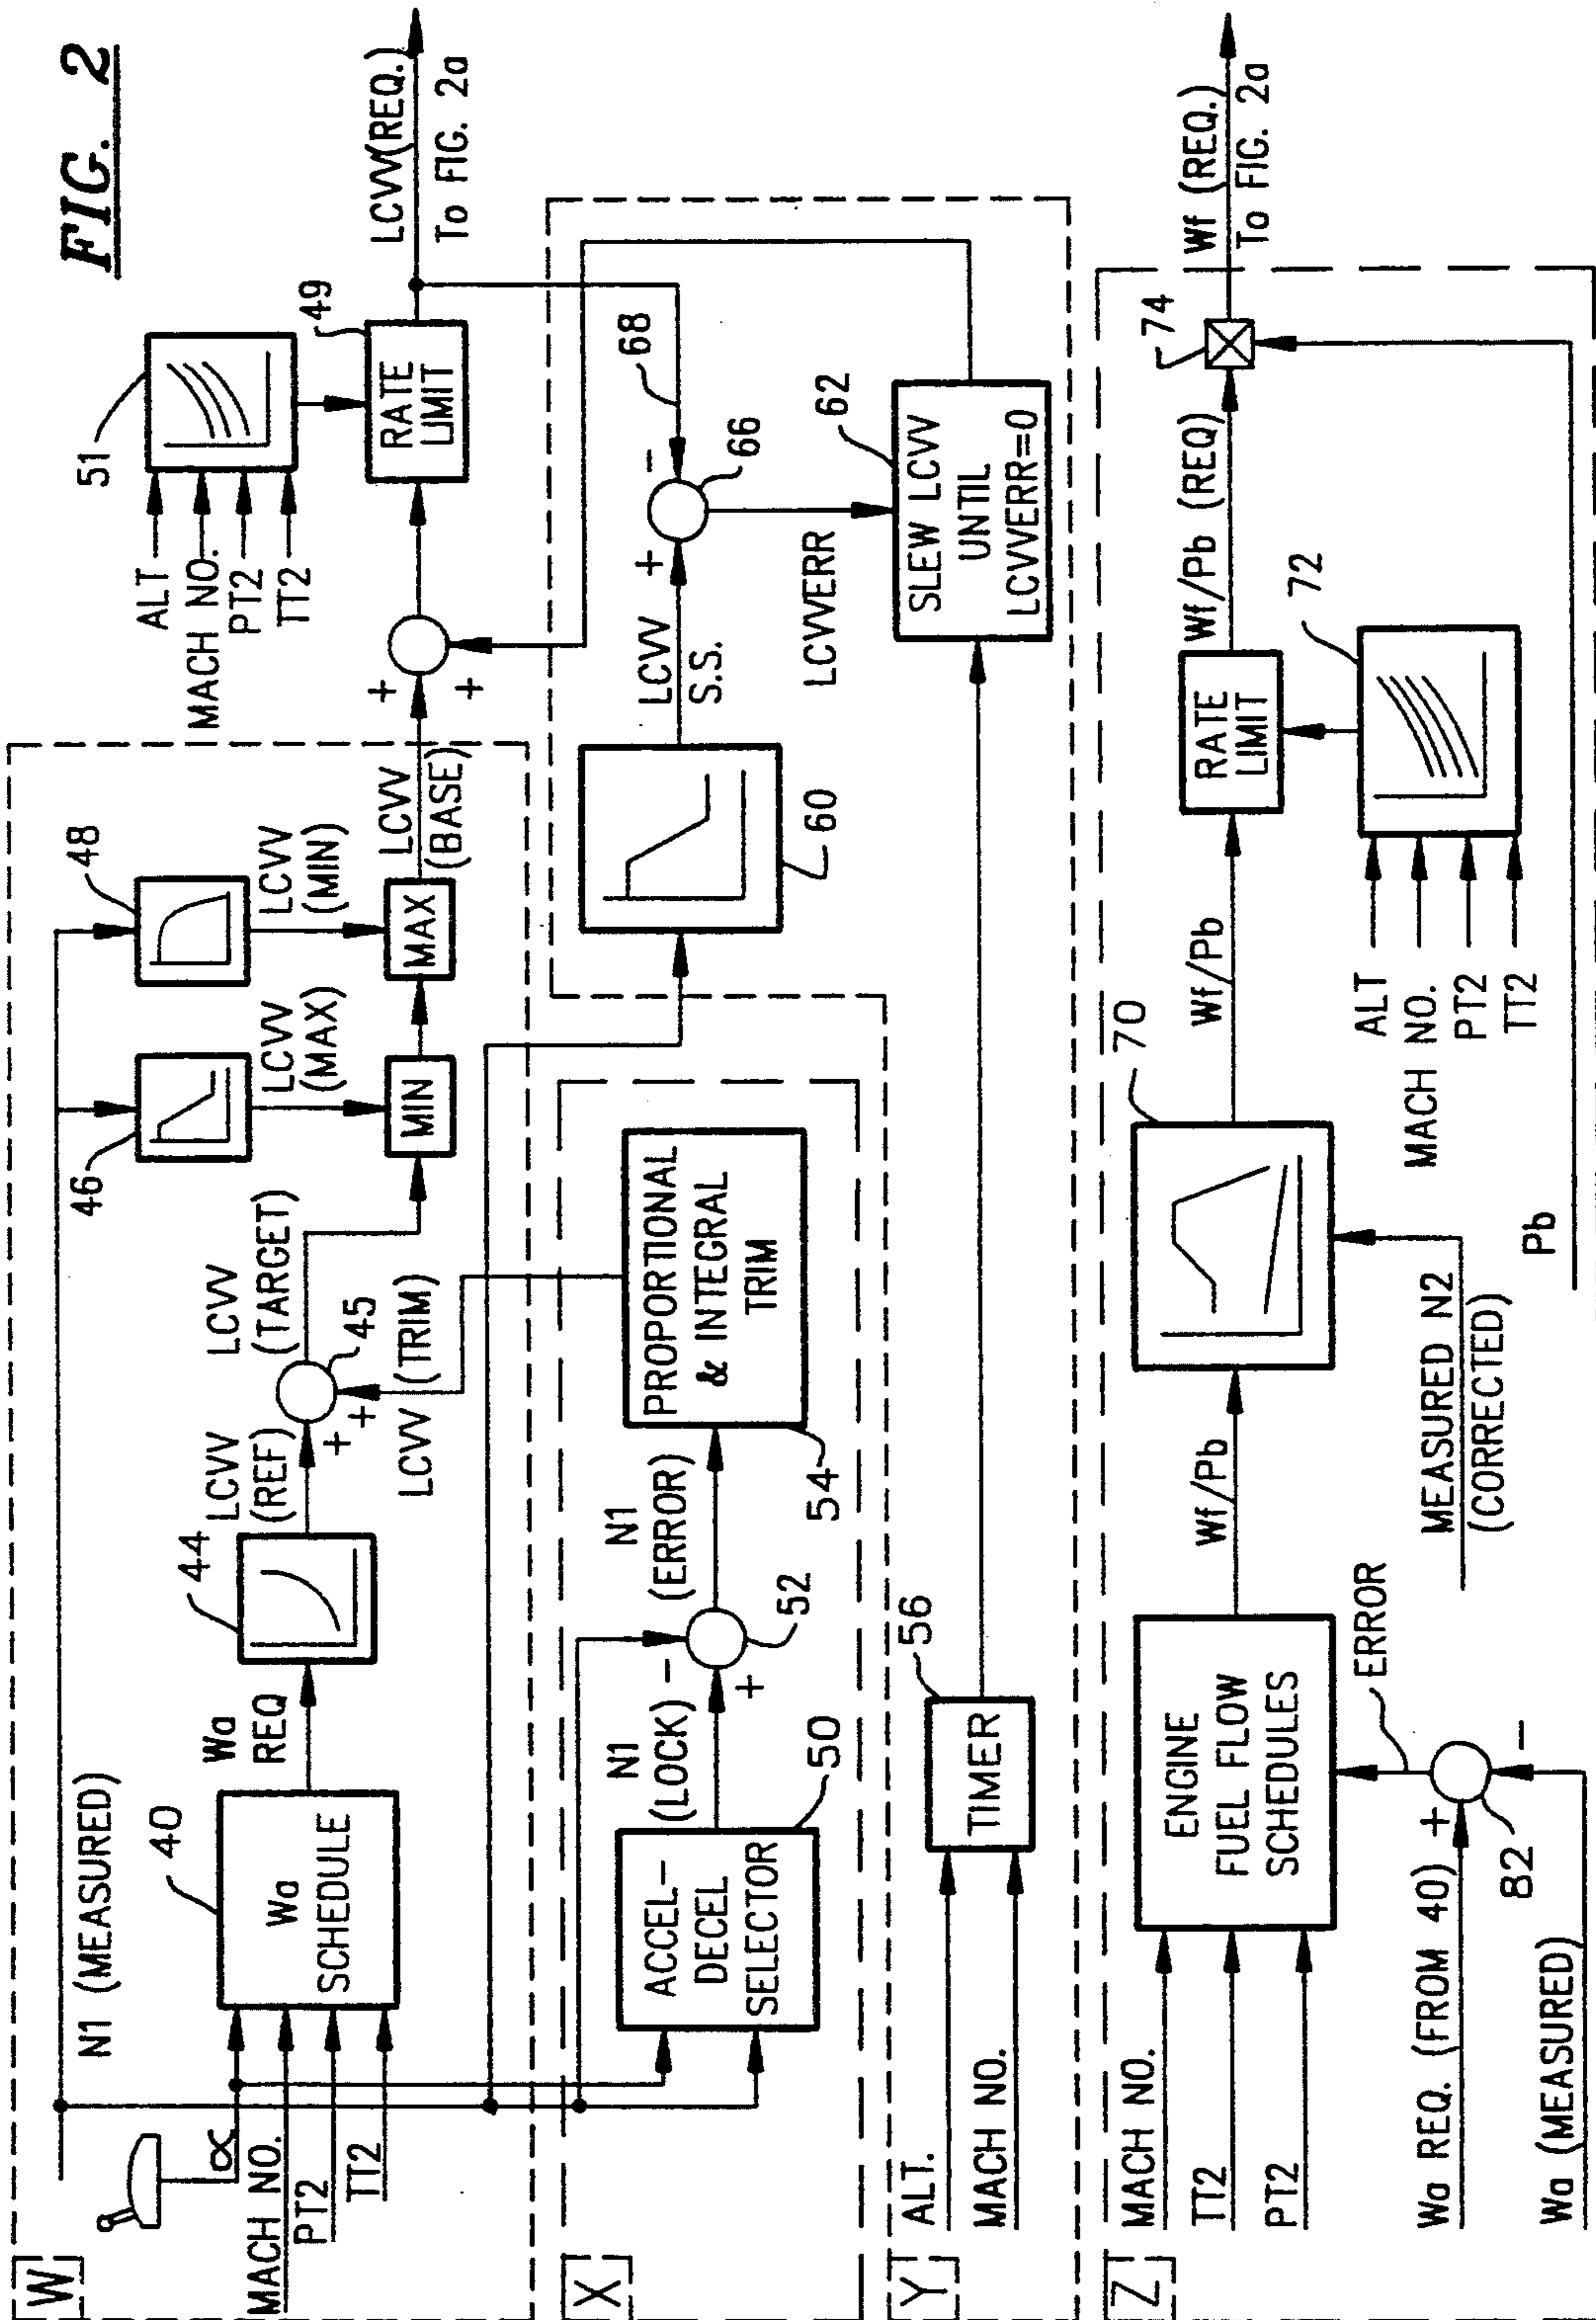 FIG. 2
W
N1 (MEASURED)
α
MACH NO.
PT2
TT2
40
Wa
SCHEDULE
Wa
REQ
44
LCVV
(REF)
+
+
45
LCVV
(TARGET)
LCVV (TRIM)
46
LCVV
(MAX)
MIN
48
LCVV
(MIN)
MAX
LCVV
(BASE)
+
+
ALT
MACH NO.
PT2
TT2
51
RATE
LIMIT
49
LCVV(REQ.)
To FIG. 2a
X
ACCEL-
DECEL
SELECTOR
50
N1
(LOCK)
-
+
52
N1
(ERROR)
PROPORTIONAL
& INTEGRAL
TRIM
54
Y
ALT.
MACH NO.
TIMER
56
60
LCVV
S.S.
+
-
66
68
LCVVERR
SLEW LCVV
UNTIL
LCVVERR=0
62
Z
MACH NO.
TT2
PT2
ENGINE
FUEL FLOW
SCHEDULES
Wa REQ. (FROM 40)
+
-
82
ERROR
Wa (MEASURED)
Wf/Pb
70
MEASURED N2
(CORRECTED)
Wf/Pb
RATE
LIMIT
ALT
MACH NO.
PT2
TT2
72
Wf/Pb (REQ)
74
Pb
Wf (REQ.)
To FIG. 2a